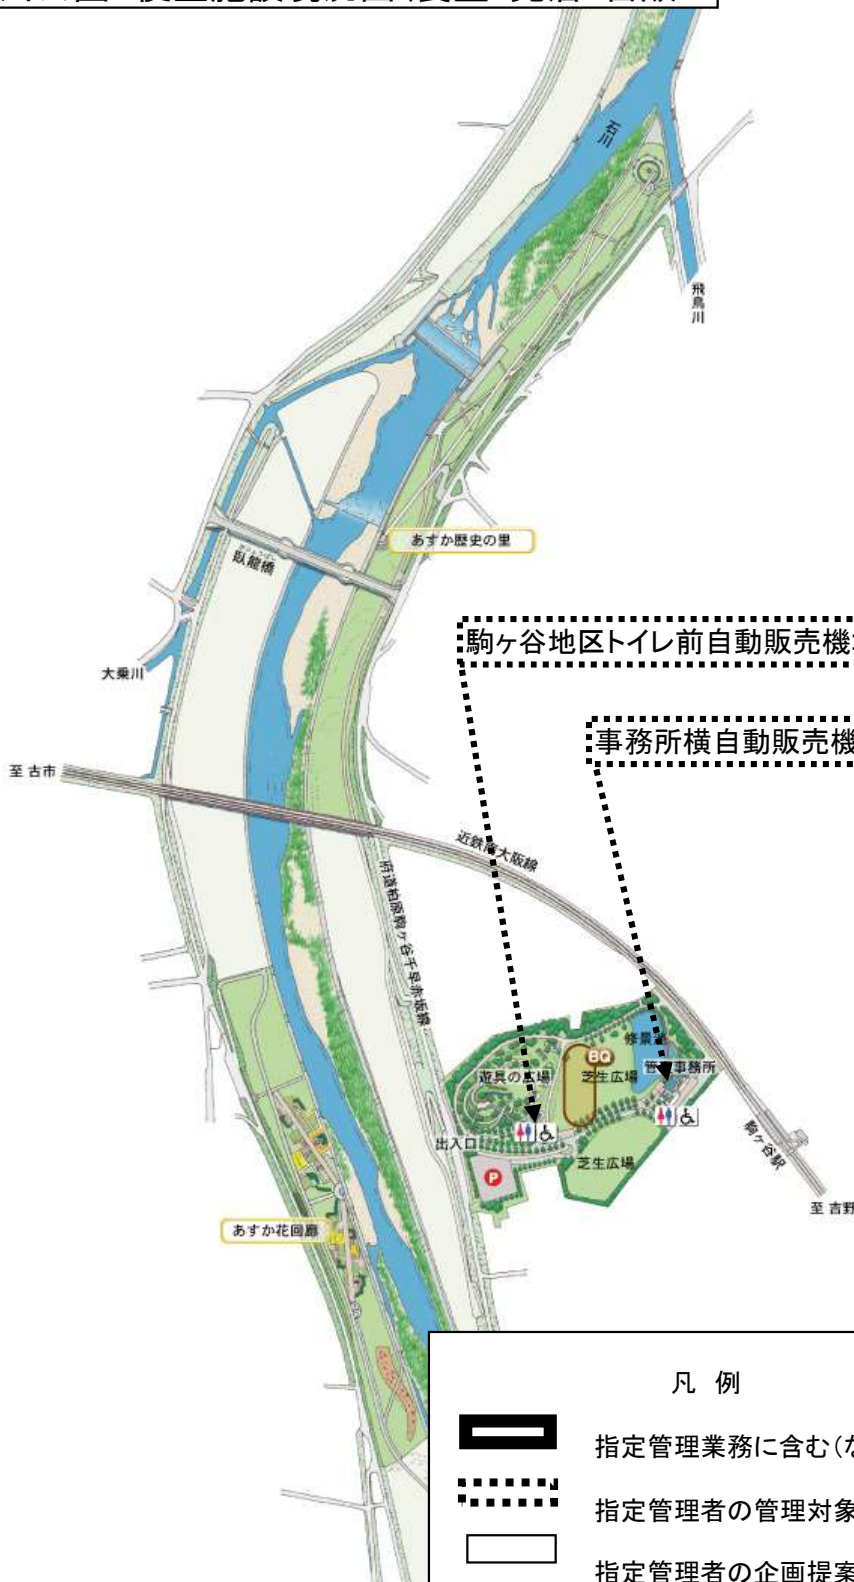 石川
飛鳥川
あすか歴史の里
臥龍橋
駒ヶ谷地区トイレ前自動販売機
大乗川
事務所横自動販売機
至 古市
近鉄南大阪線
府道柏原駒ヶ谷千早赤坂線
修景池
BQ
遊具の広場
芝生広場
管理事務所
出入口
芝生広場
P
駒ヶ谷駅
至 吉野
あすか花回廊
凡 例
指定管理業務に含む(な
指定管理者の管理対象
指定管理者の企画提案